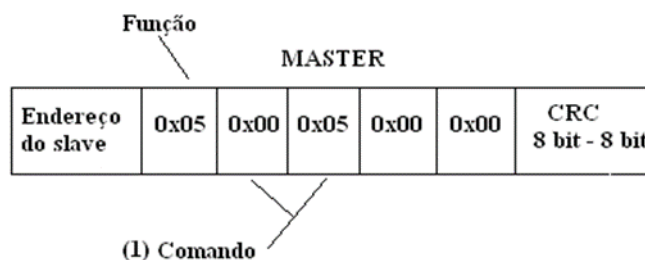 Função
MASTER
Endereço
do slave
0x05
0x00
0x05
0x00
0x00
CRC
8 bit - 8 bit
(1) Comando